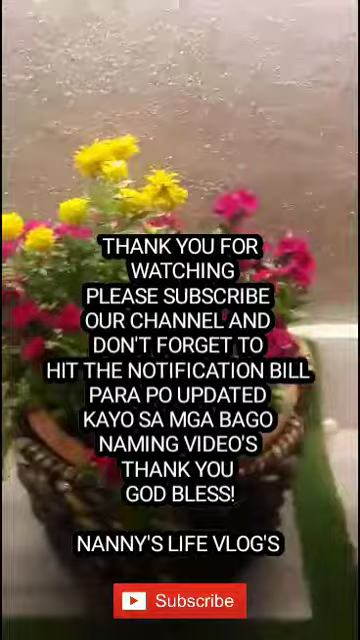 THANK YOU FOR
WATCHING
PLEASE SUBSCRIBE
OUR CHANNEL AND
DON'T FORGET TO
HIT THE NOTIFICATION BILL
PARA PO UPDATED
KAYO SA MGA BAGO
NAMING VIDEO'S
THANK YOU
GOD BLESS!
NANNY'S LIFE VLOG'S
Subscribe